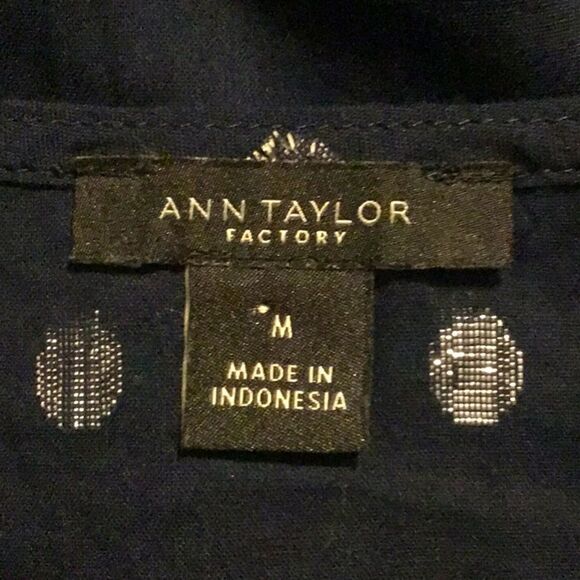 ANN TAYLOR
FACTORY
M
MADE IN
INDONESIA